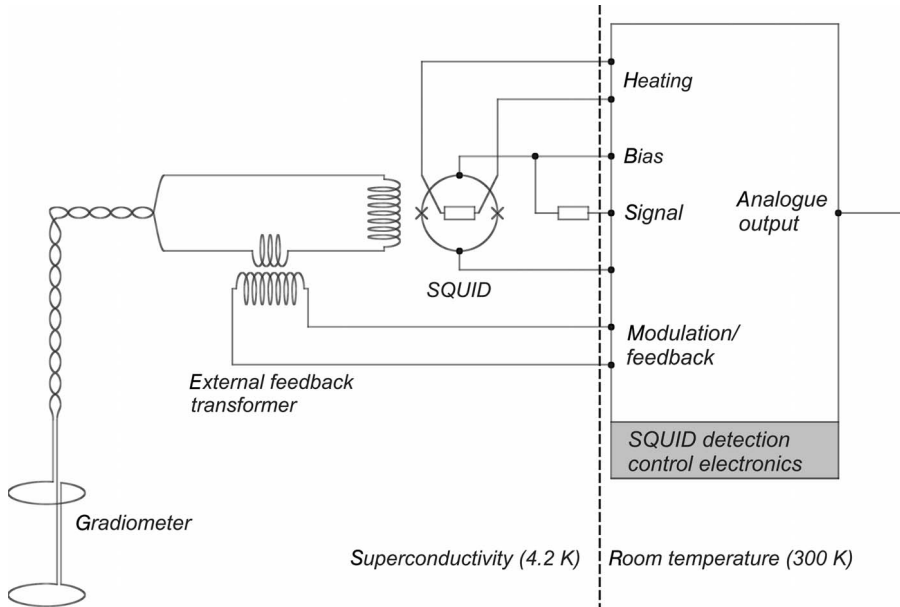 Heating
Bias
Signal
Analogue
output
SQUID
Modulation/
feedback
External feedback
transformer
SQUID detection
control electronics
Gradiometer
Superconductivity (4.2 K)
Room temperature (300 K)